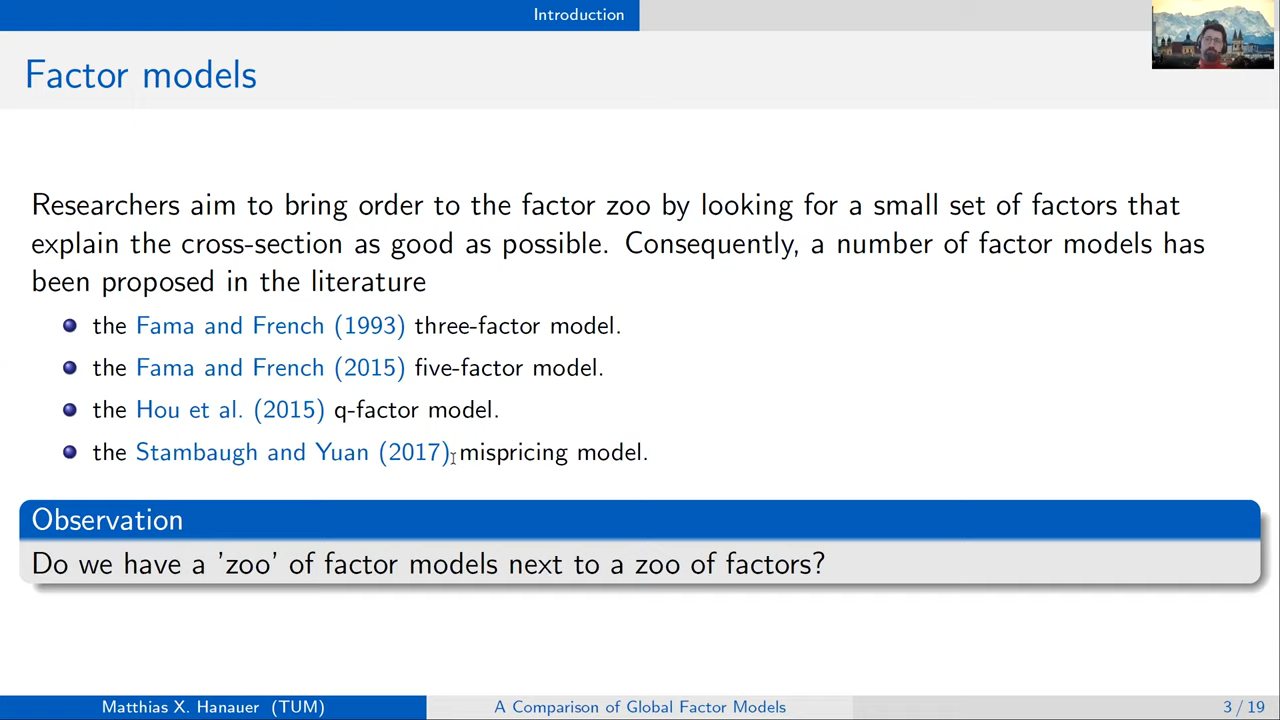 Introduction
Factor models
Researchers aim to bring order to the factor zoo by looking for a small set of factors that
explain the cross-section as good as possible. Consequently, a number of factor models has
been proposed in the literature
the Fama and French (1993) three-factor model.
the Fama and French (2015) five-factor model.
the Hou et al. (2015) q-factor model.
the Stambaugh and Yuan (2017) mispricing model.
Observation
Do we have a 'zoo' of factor models next to a zoo of factors?
Matthias X. Hanauer (TUM)
A Comparison of Global Factor Models
3 / 19